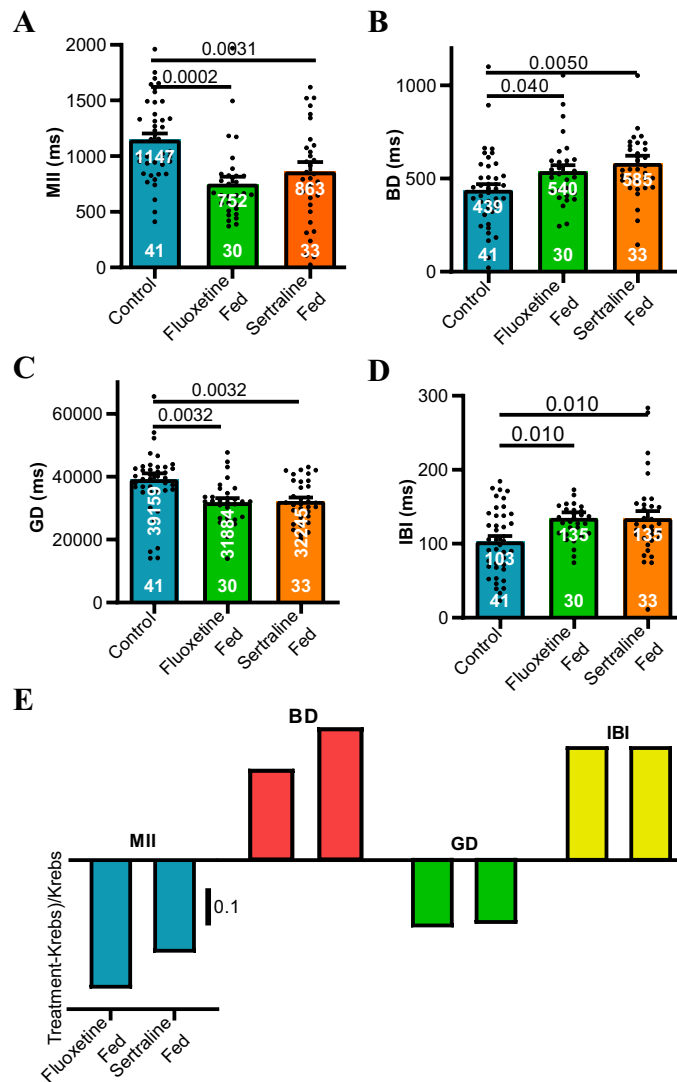 A
2000
1500
1000
500
0
MII (ms)
0.0031
0.0002
1147
752
863
41
30
33
Control
Fluoxetine
Fed
Sertraline
Fed
B
1000
500
0
BD (ms)
0.0050
0.040
439
540
585
41
30
33
Control
Fluoxetine
Fed
Sertraline
Fed
C
60000
40000
20000
0
GD (ms)
0.0032
0.0032
39159
31884
32245
41
30
33
Control
Fluoxetine
Fed
Sertraline
Fed
D
300
200
100
0
IBI (ms)
0.010
0.010
103
135
135
41
30
33
Control
Fluoxetine
Fed
Sertraline
Fed
E
BD
IBI
MII
GD
0.1
Treatment-Krebs)/Krebs
Fluoxetine
Fed
Sertraline
Fed